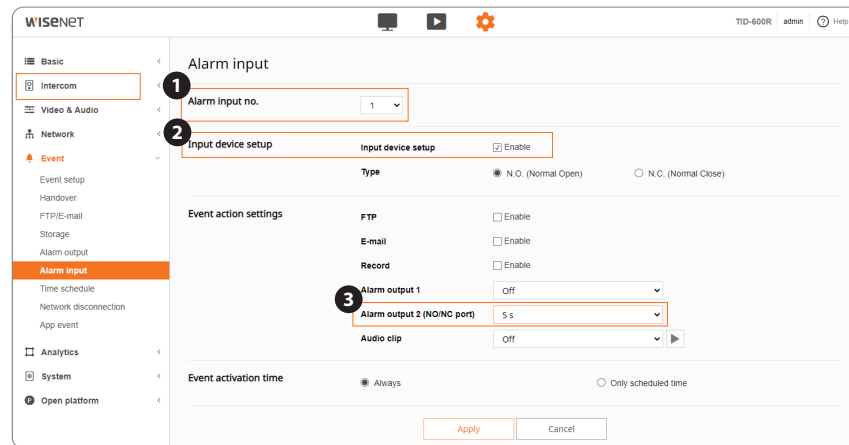 WISENET
TID-600R admin ? Help
Basic
Intercom
Video & Audio
Network
Event
Event setup
Handover
FTP/E-mail
Storage
Alarm output
Alarm input
Time schedule
Network disconnection
App event
Analytics
System
P Open platform
Alarm input
1
Alarm input no. 1
2
Input device setup Input device setup Enable
Type N.O. (Normal Open) N.C. (Normal Close)
Event action settings FTP Enable
E-mail Enable
Record Enable
Alarm output 1 Off
3
Alarm output 2 (NO/NC port) 5 s
Audio clip Off
Event activation time Always Only scheduled time
Apply Cancel